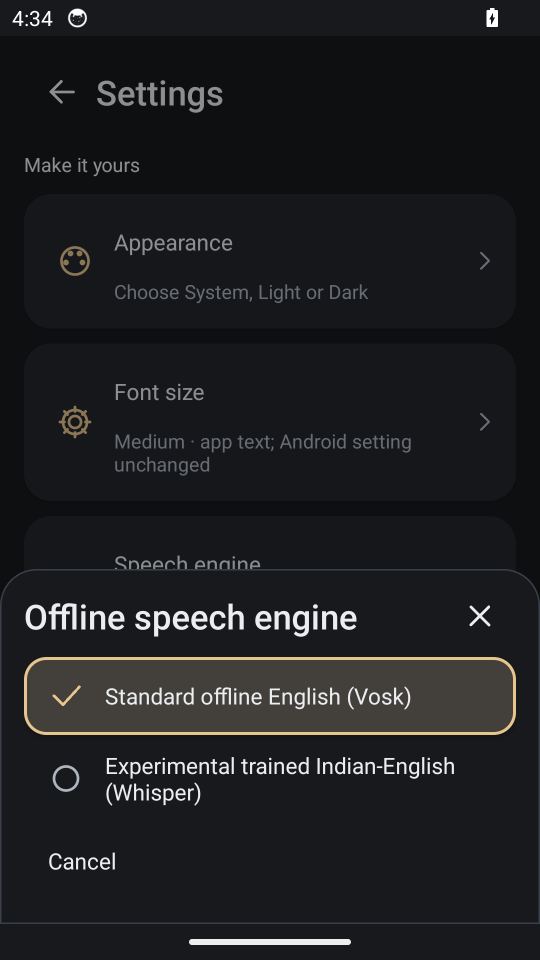 4:34
Settings
Make it yours
Appearance
Choose System, Light or Dark
Font size
Medium · app text; Android setting
unchanged
Speech engine
Offline speech engine
Standard offline English (Vosk)
Experimental trained Indian-English
(Whisper)
Cancel